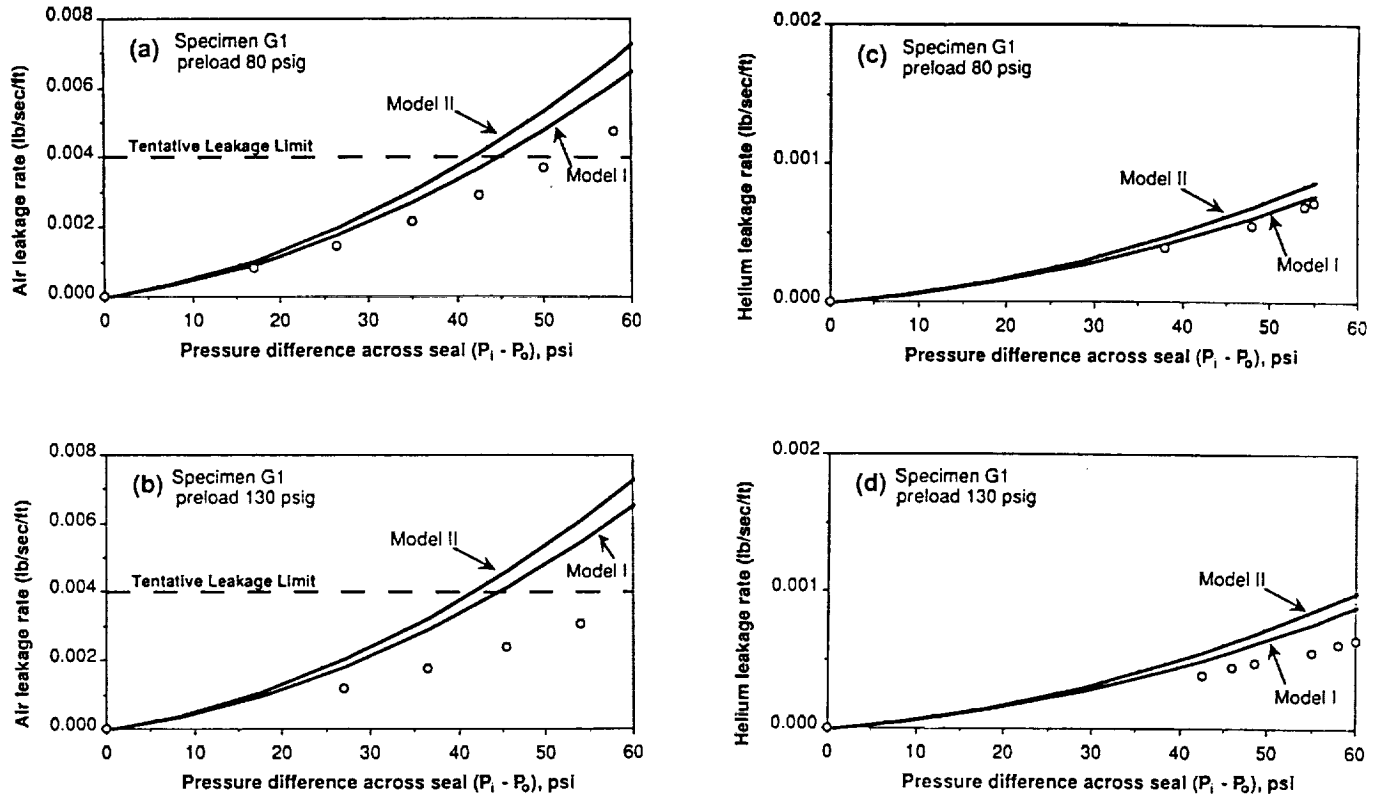 (a) Specimen G1
preload 80 psig
Air leakage rate (lb/sec/ft)
0.008
0.006
0.004
0.002
0.000
Model II
Tentative Leakage Limit
Model I
0 10 20 30 40 50 60
Pressure difference across seal (Pi - Po), psi
(c) Specimen G1
preload 80 psig
Helium leakage rate (lb/sec/ft)
0.002
0.001
0.000
Model II
Model I
0 10 20 30 40 50 60
Pressure difference across seal (Pi - Po), psi
(b) Specimen G1
preload 130 psig
Air leakage rate (lb/sec/ft)
0.008
0.006
0.004
0.002
0.000
Model II
Model I
Tentative Leakage Limit
0 10 20 30 40 50 60
Pressure difference across seal (Pi - Po), psi
(d) Specimen G1
preload 130 psig
Helium leakage rate (lb/sec/ft)
0.002
0.001
0.000
Model II
Model I
0 10 20 30 40 50 60
Pressure difference across seal (Pi - Po), psi